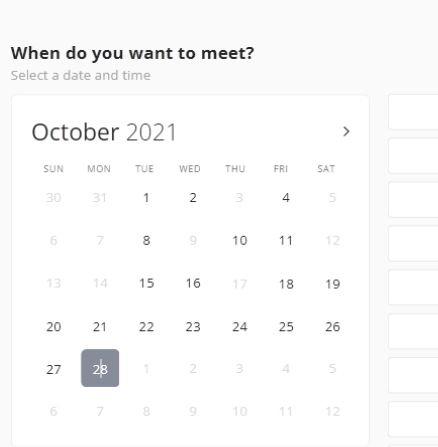 When do you want to meet?
Select a date and time
October 2021
SUN MON TUE WED THU FRI SAT
30 31 1 2 3 4 5
6 7 8 9 10 11 12
13 14 15 16 17 18 19
20 21 22 23 24 25 26
27 28 1 2 3 4 5
6 7 8 9 10 11 12